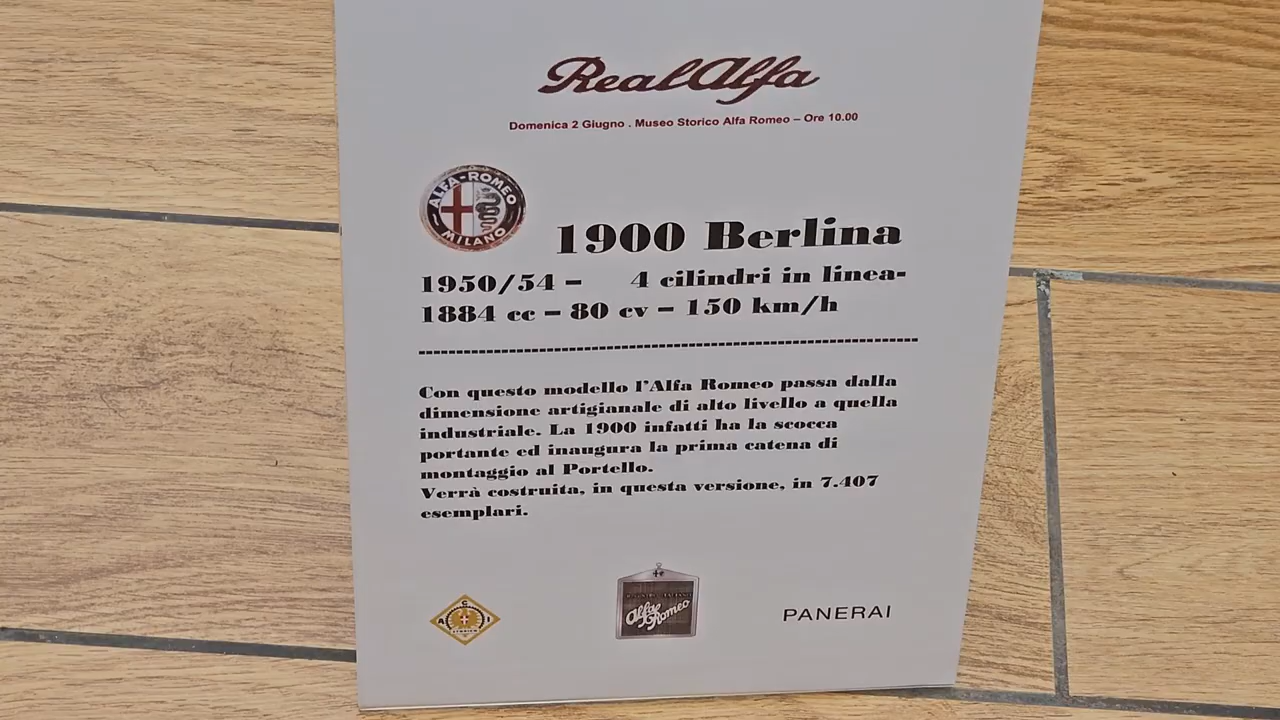 RealAlfa
Domenica 2 Giugno . Museo Storico Alfa Romeo – Ore 10.00
ALFA-ROMEO
MILANO
1900 Berlina
1950/54 – 4 cilindri in linea-
1884 cc – 80 cv – 150 km/h
Con questo modello l'Alfa Romeo passa dalla
dimensione artigianale di alto livello a quella
industriale. La 1900 infatti ha la scocca
portante ed inaugura la prima catena di
montaggio al Portello.
Verrà costruita, in questa versione, in 7.407
esemplari.
ACI
STORICO
Alfa Romeo
PANERAI